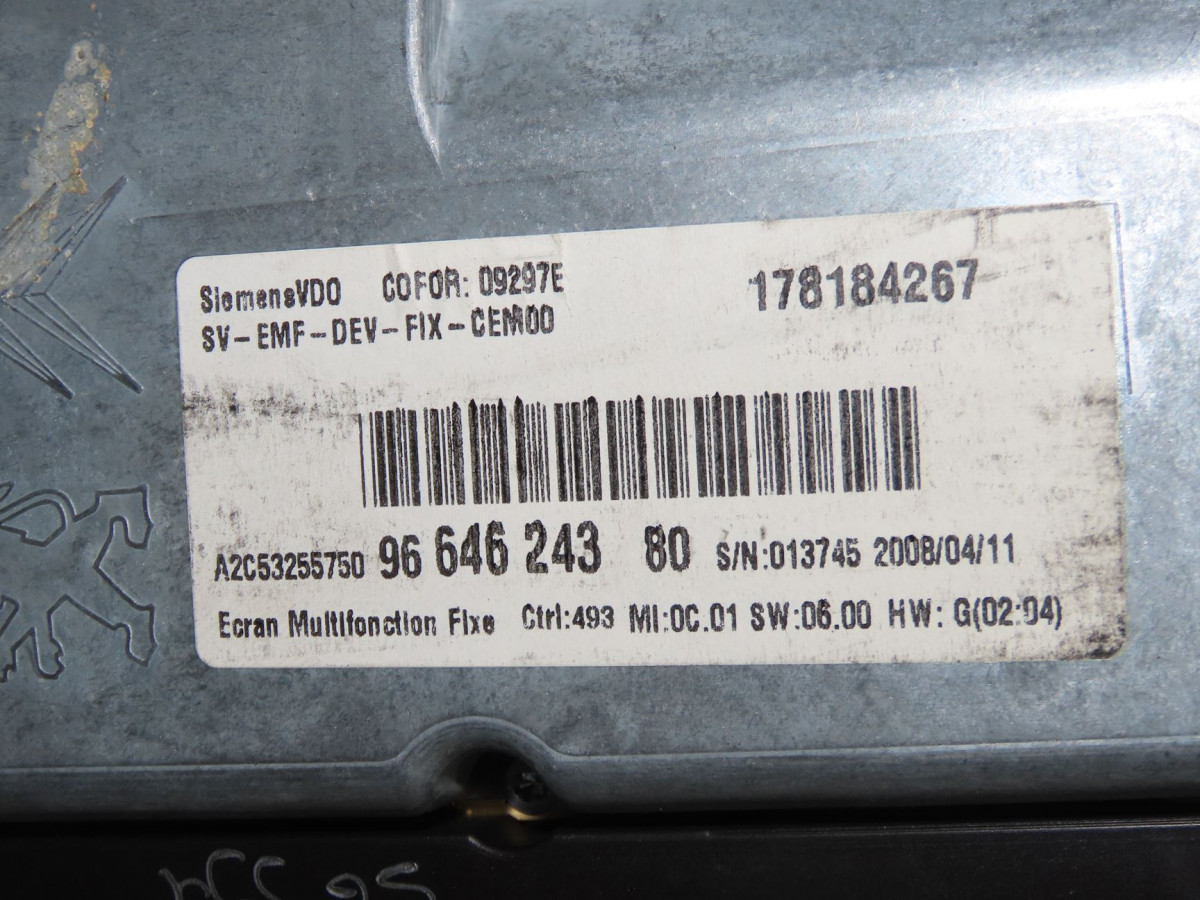 SiemensVDO COFOR: 09297E 178184267
SV-EMF-DEV-FIX-CEM00
A2C53255750 96 646 243 80 S/N:013745 2008/04/11
Ecran Multifonction Fixe Ctrl:493 MI:0C.01 SW:06.00 HW: G(02:04)